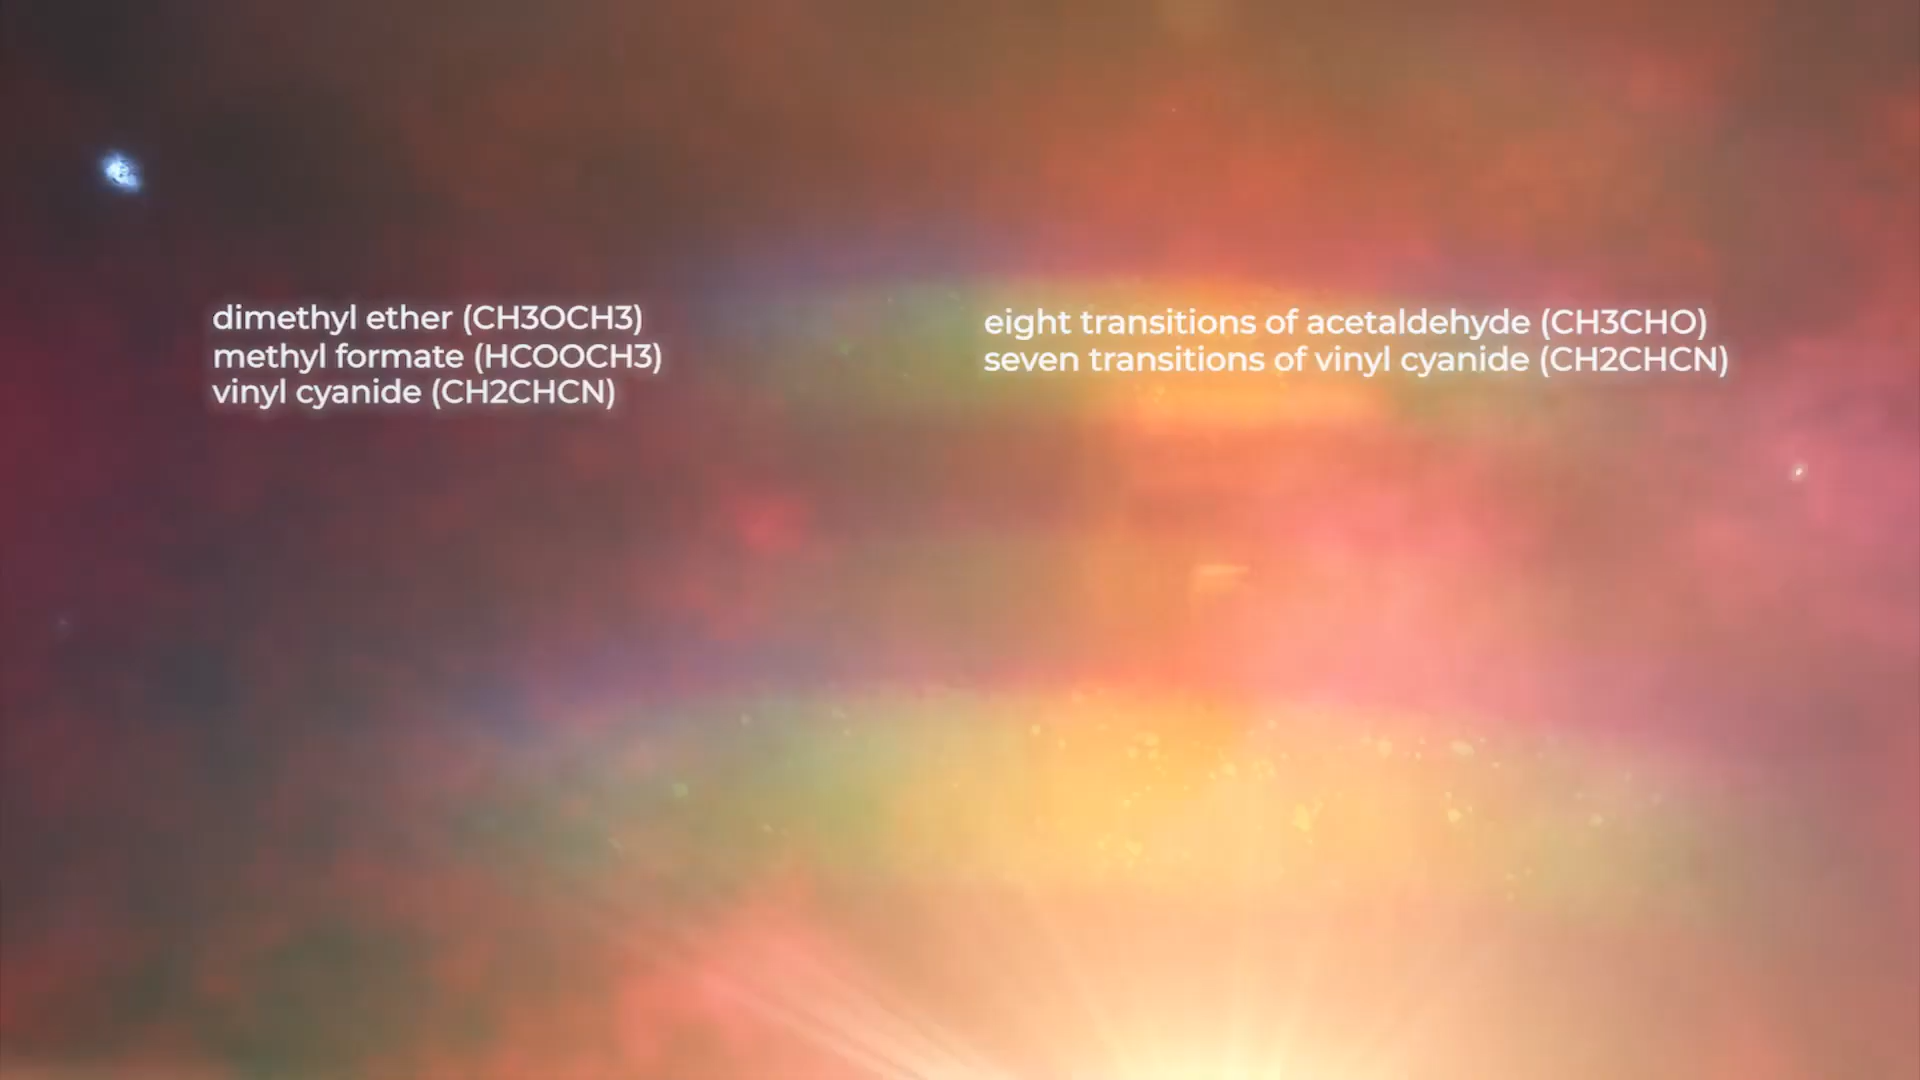 dimethyl ether (CH3OCH3)
methyl formate (HCOOCH3)
vinyl cyanide (CH2CHCN)
eight transitions of acetaldehyde (CH3CHO)
seven transitions of vinyl cyanide (CH2CHCN)